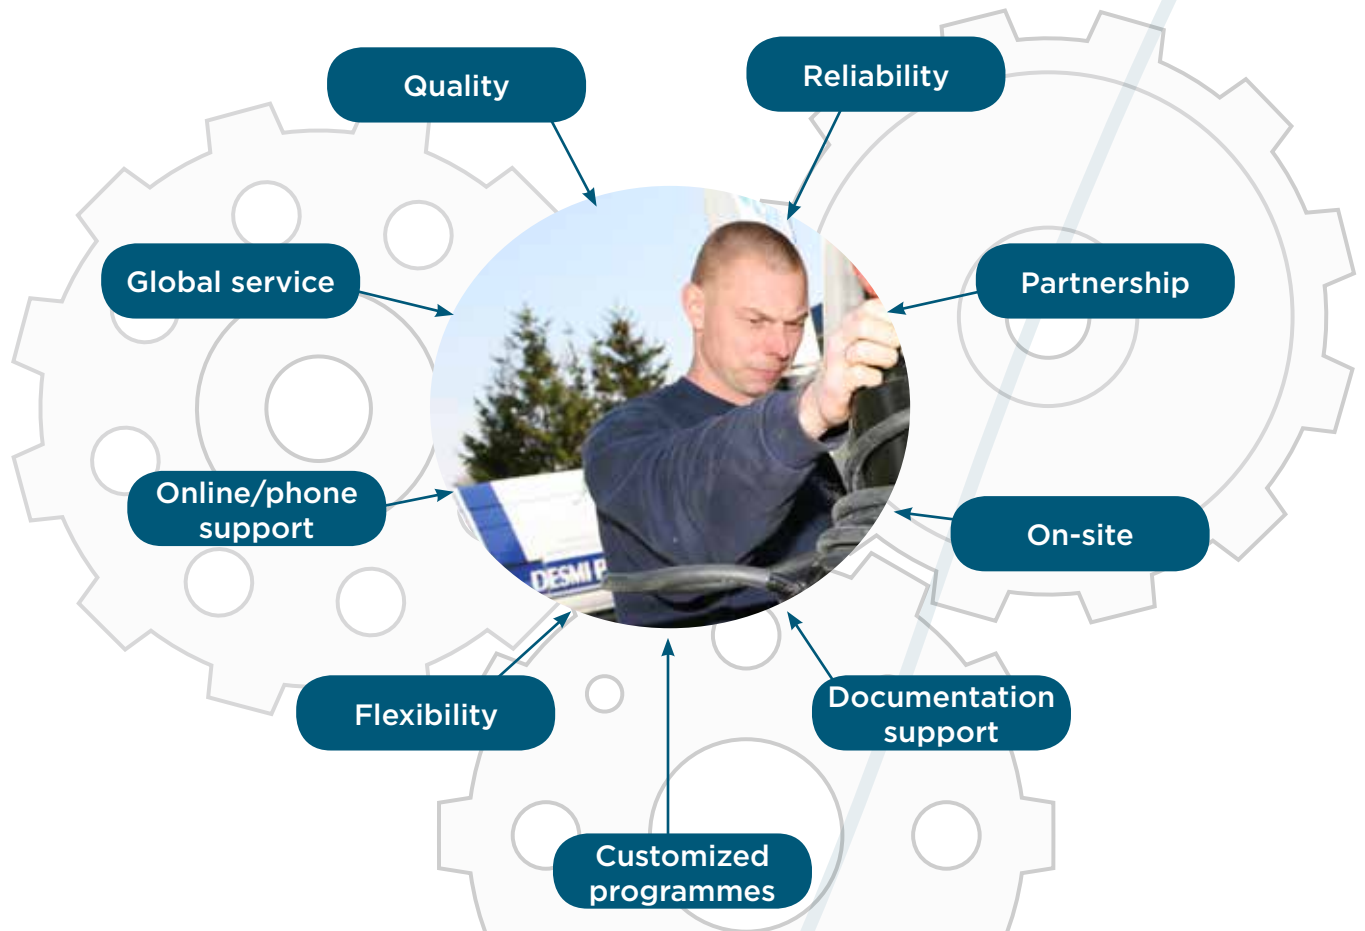 Quality
Reliability
Global service
Partnership
Online/phone
support
On-site
DESMI P
Flexibility
Documentation
support
Customized
programmes